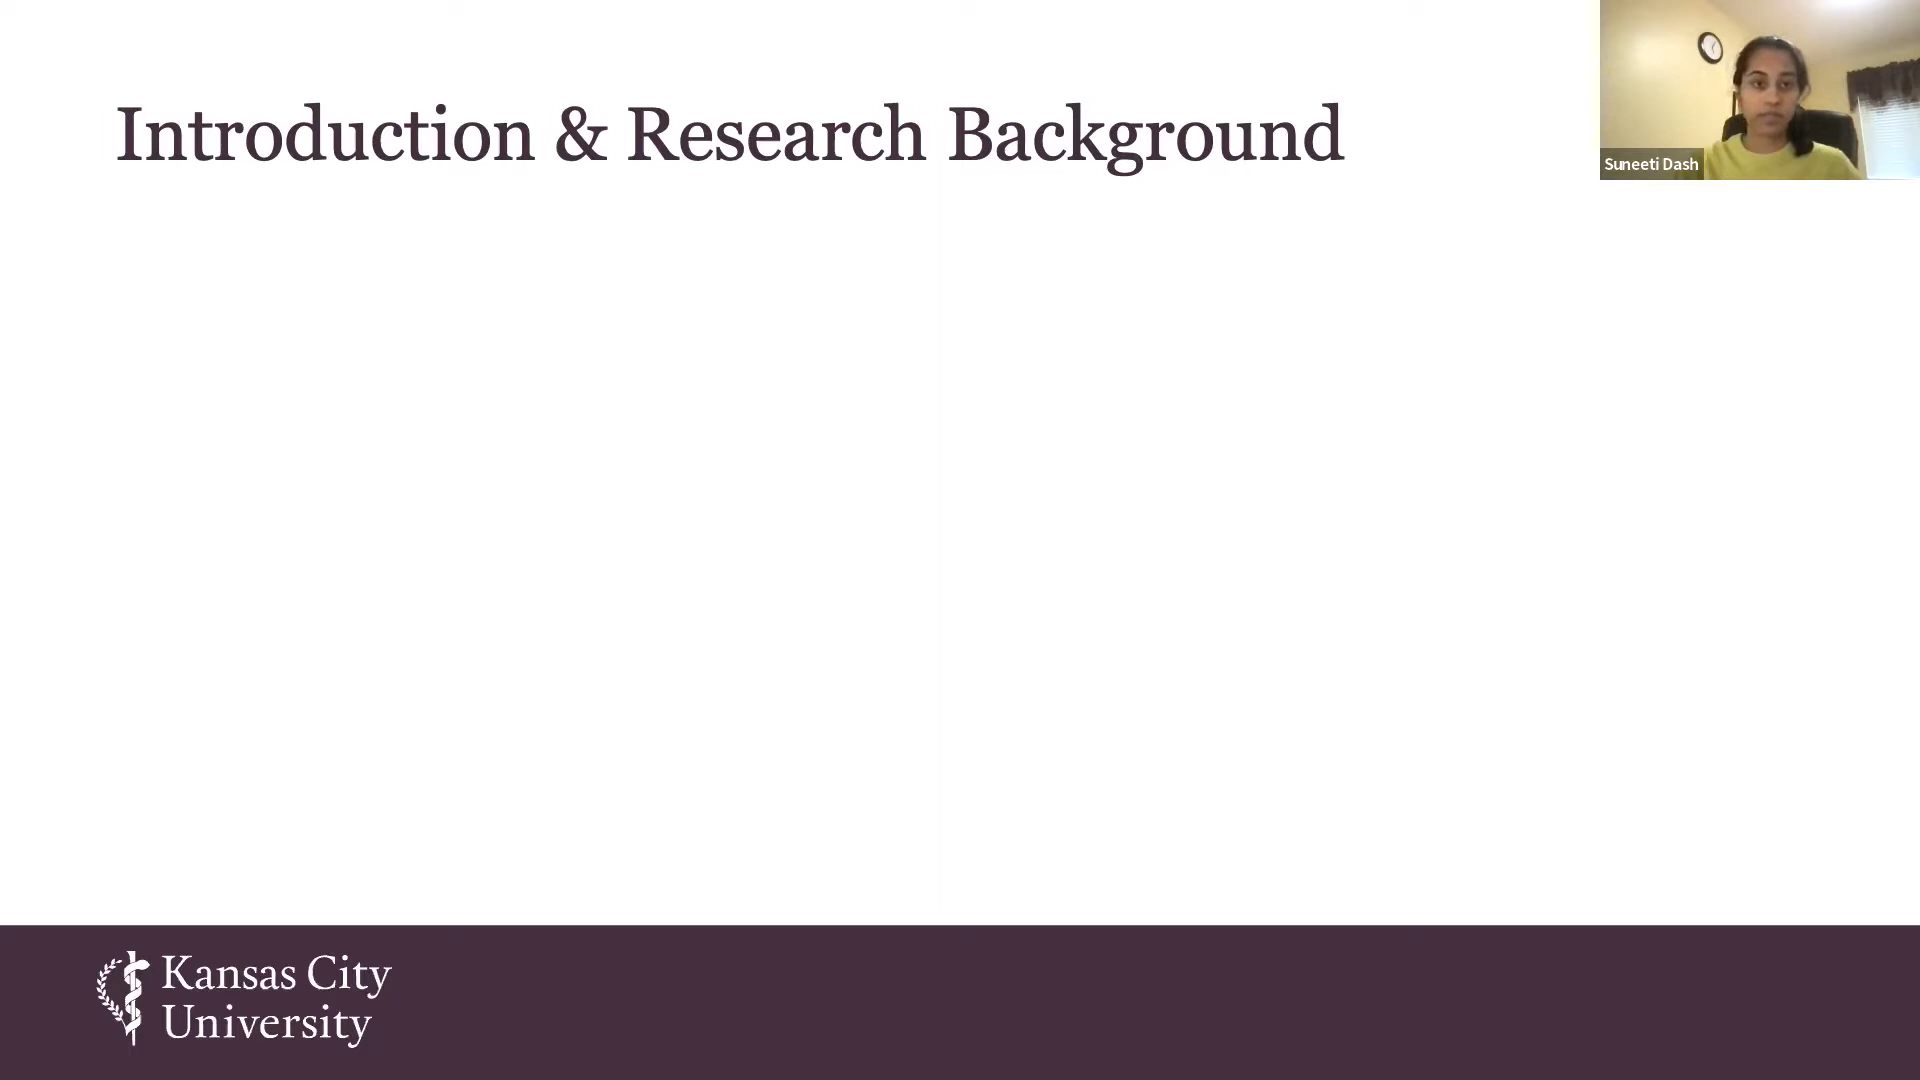 Introduction & Research Background
Suneeti Dash
Kansas City
University